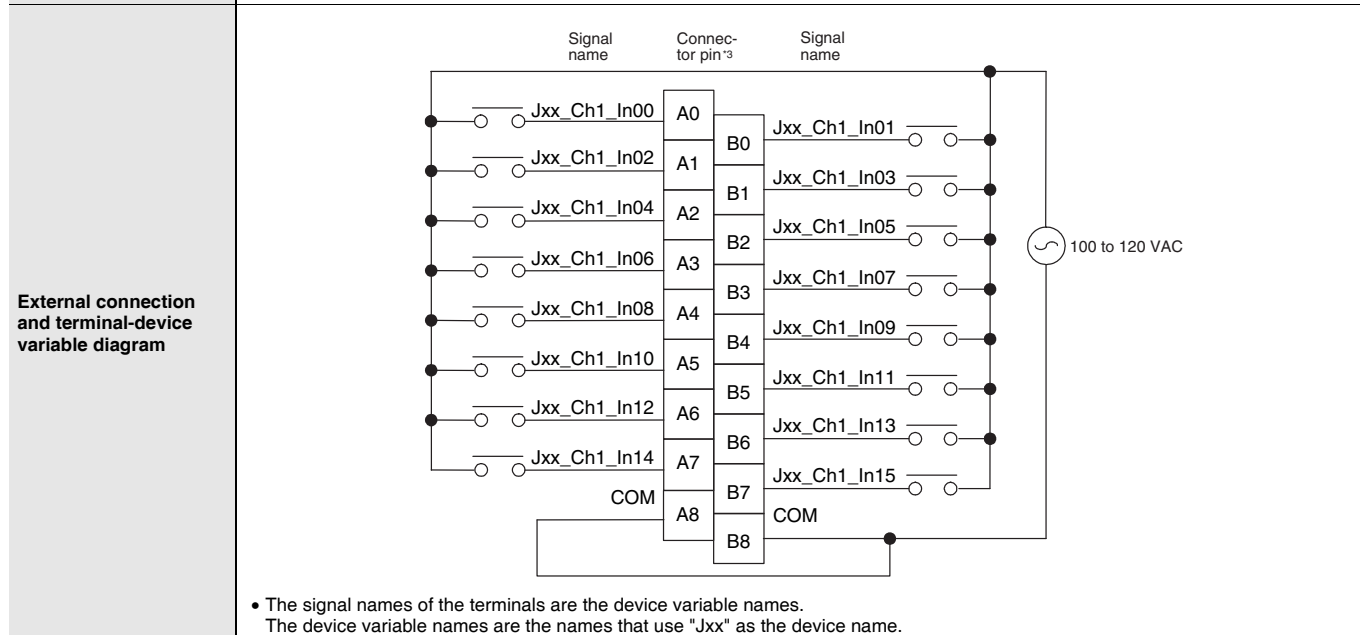 External connection
and terminal-device
variable diagram
Signal
name
Connec-
tor pin*3
Signal
name
Jxx_Ch1_In00 A0
B0 Jxx_Ch1_In01
Jxx_Ch1_In02 A1
B1 Jxx_Ch1_In03
Jxx_Ch1_In04 A2
B2 Jxx_Ch1_In05
100 to 120 VAC
Jxx_Ch1_In06 A3
B3 Jxx_Ch1_In07
Jxx_Ch1_In08 A4
B4 Jxx_Ch1_In09
Jxx_Ch1_In10 A5
B5 Jxx_Ch1_In11
Jxx_Ch1_In12 A6
B6 Jxx_Ch1_In13
Jxx_Ch1_In14 A7
B7 Jxx_Ch1_In15
COM A8
B8 COM
• The signal names of the terminals are the device variable names.
The device variable names are the names that use "Jxx" as the device name.